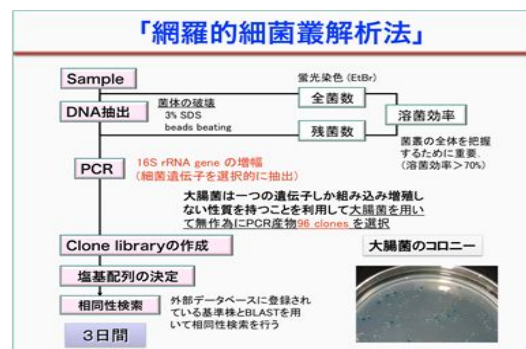 「網羅的細菌叢解析法」
Sample
蛍光染色 (EtBr)
全菌数
DNA抽出
菌体の破壊
3% SDS
beads beating
残菌数
溶菌効率
菌叢の全体を把握
するために重要.
(溶菌効率＞70%)
PCR
16S rRNA gene の増幅
(細菌遺伝子を選択的に抽出)
大腸菌は一つの遺伝子しか組み込み増殖し
ない性質を持つことを利用して大腸菌を用い
て無作為にPCR産物96 clones を選択
Clone libraryの作成
大腸菌のコロニー
塩基配列の決定
相同性検索
外部データベースに登録され
ている基準株とBLASTを用
いて相同性検索を行う
３日間